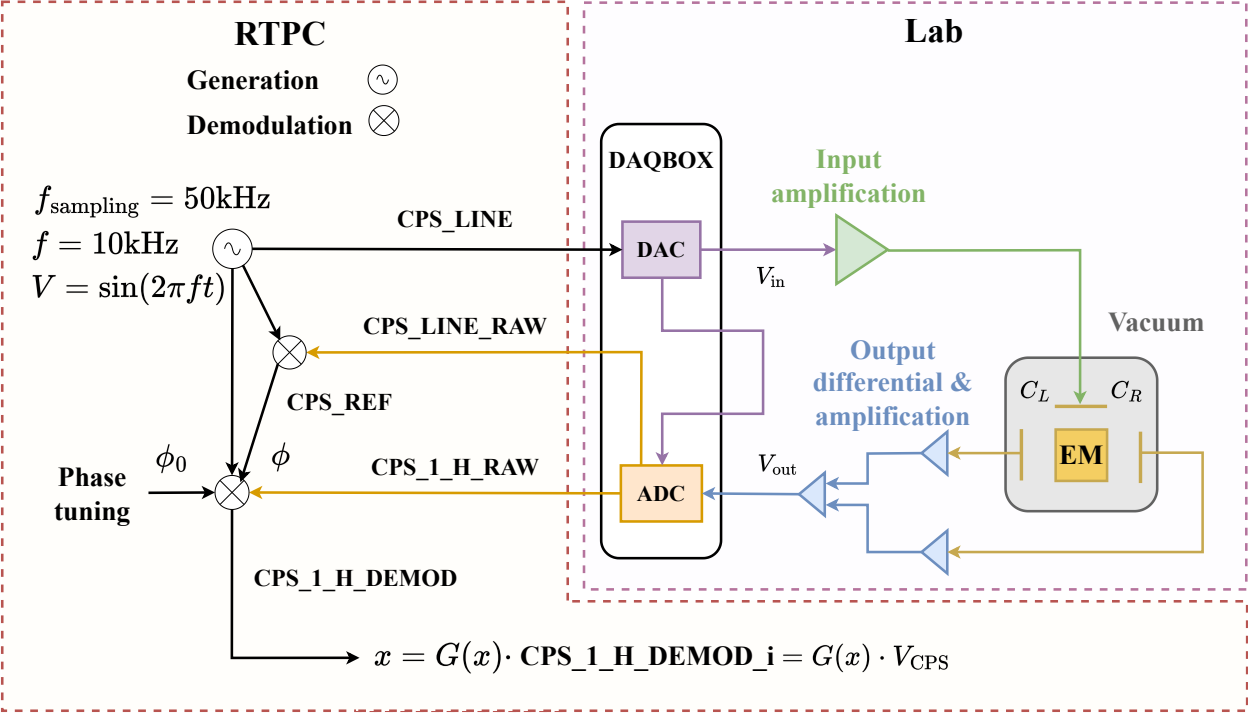 RTPC
Generation
Demodulation
f_sampling = 50kHz
f = 10kHz
V = sin(2πft)
CPS_LINE
CPS_LINE_RAW
CPS_REF
ϕ₀
ϕ
Phase
tuning
CPS_1_H_RAW
CPS_1_H_DEMOD
x = G(x)· CPS_1_H_DEMOD_i = G(x) · V_CPS
Lab
DAQBOX
DAC
ADC
Input
amplification
V_in
Vacuum
C_L
C_R
EM
Output
differential &
amplification
V_out